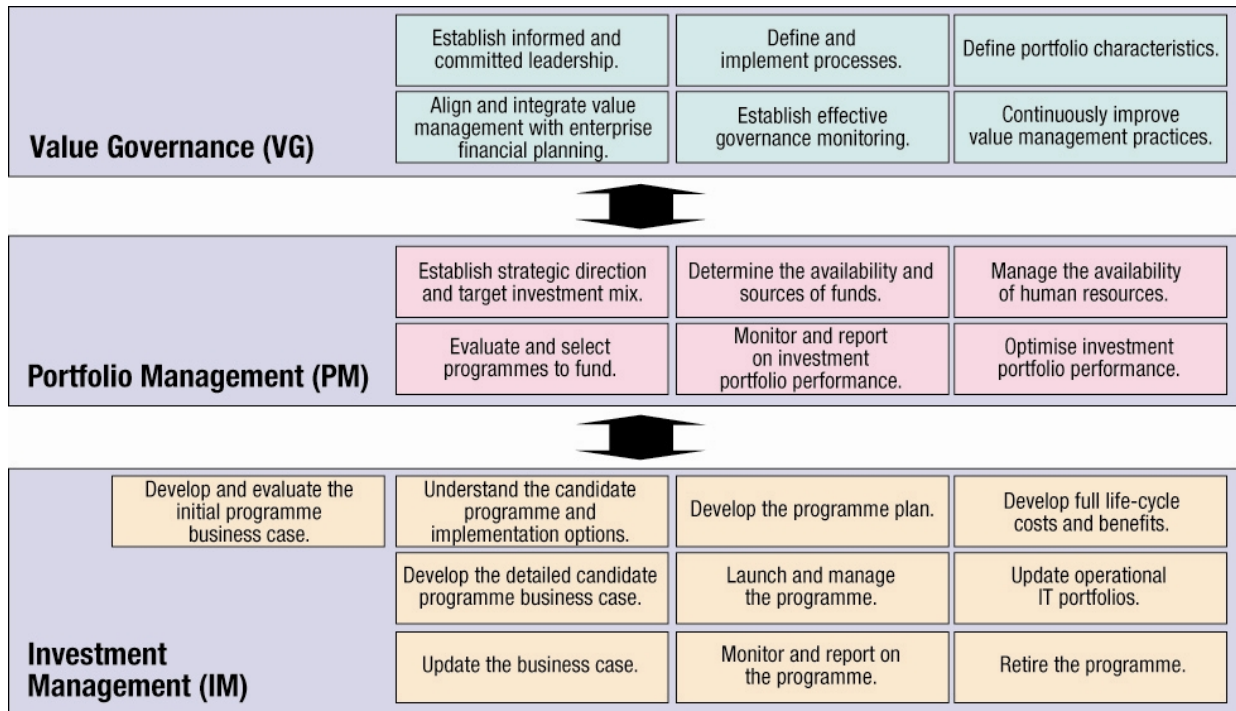 Establish informed and
committed leadership.
Define and
implement processes.
Define portfolio characteristics.
Align and integrate value
management with enterprise
financial planning.
Establish effective
governance monitoring.
Continuously improve
value management practices.
Value Governance (VG)
Establish strategic direction
and target investment mix.
Determine the availability and
sources of funds.
Manage the availability
of human resources.
Evaluate and select
programmes to fund.
Monitor and report
on investment
portfolio performance.
Optimise investment
portfolio performance.
Portfolio Management (PM)
Develop and evaluate the
initial programme
business case.
Understand the candidate
programme and
implementation options.
Develop the programme plan.
Develop full life-cycle
costs and benefits.
Develop the detailed candidate
programme business case.
Launch and manage
the programme.
Update operational
IT portfolios.
Update the business case.
Monitor and report on
the programme.
Retire the programme.
Investment
Management (IM)